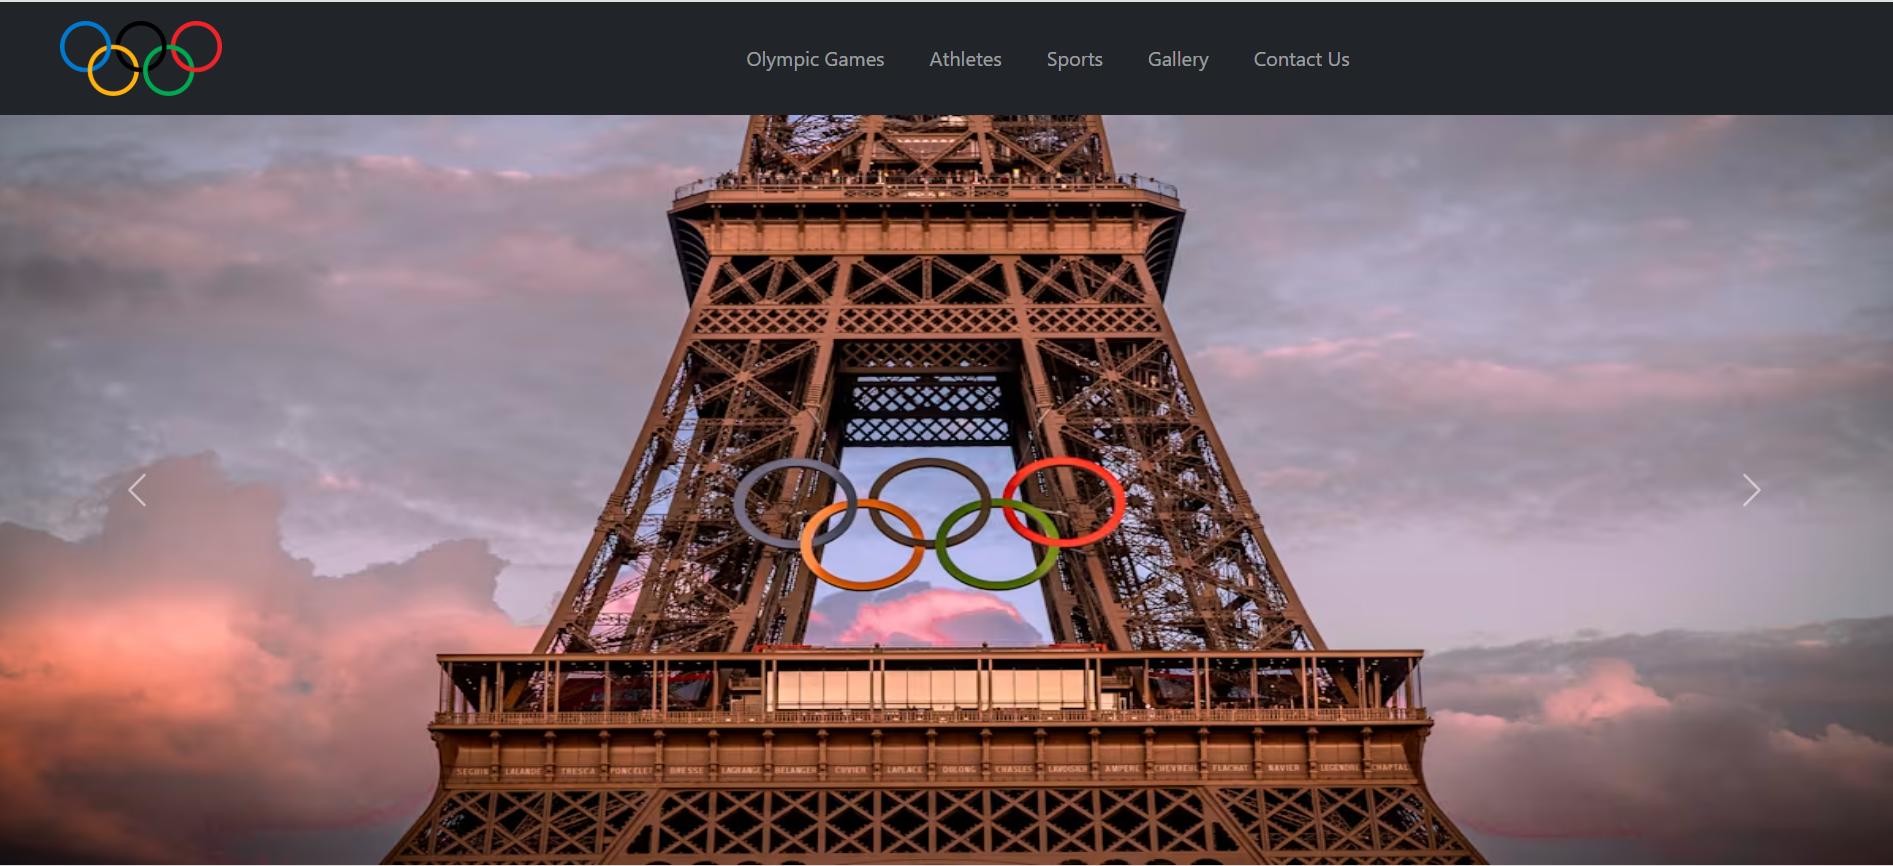 Olympic Games Athletes Sports Gallery Contact Us
SEGUIN LALANDE TRESCA PONCELET BRESSE LAGRANGE BELANGER CUVIER LAPLACE DULONG CHASLES LAVOISIER AMPERE CHEVREUL FLACHAT NAVIER LEGENDRE CHAPTAL